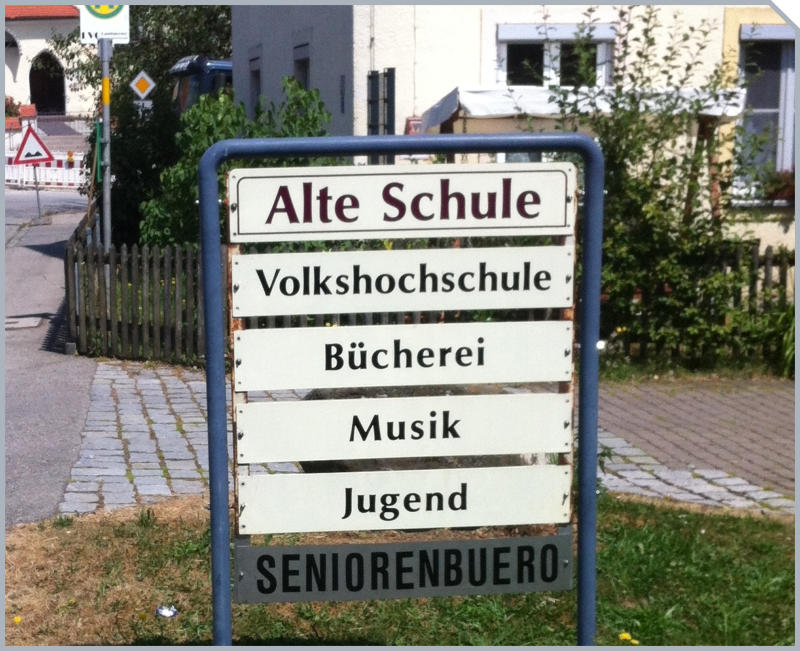 Alte Schule
Volkshochschule
Bücherei
Musik
Jugend
SENIORENBUERO